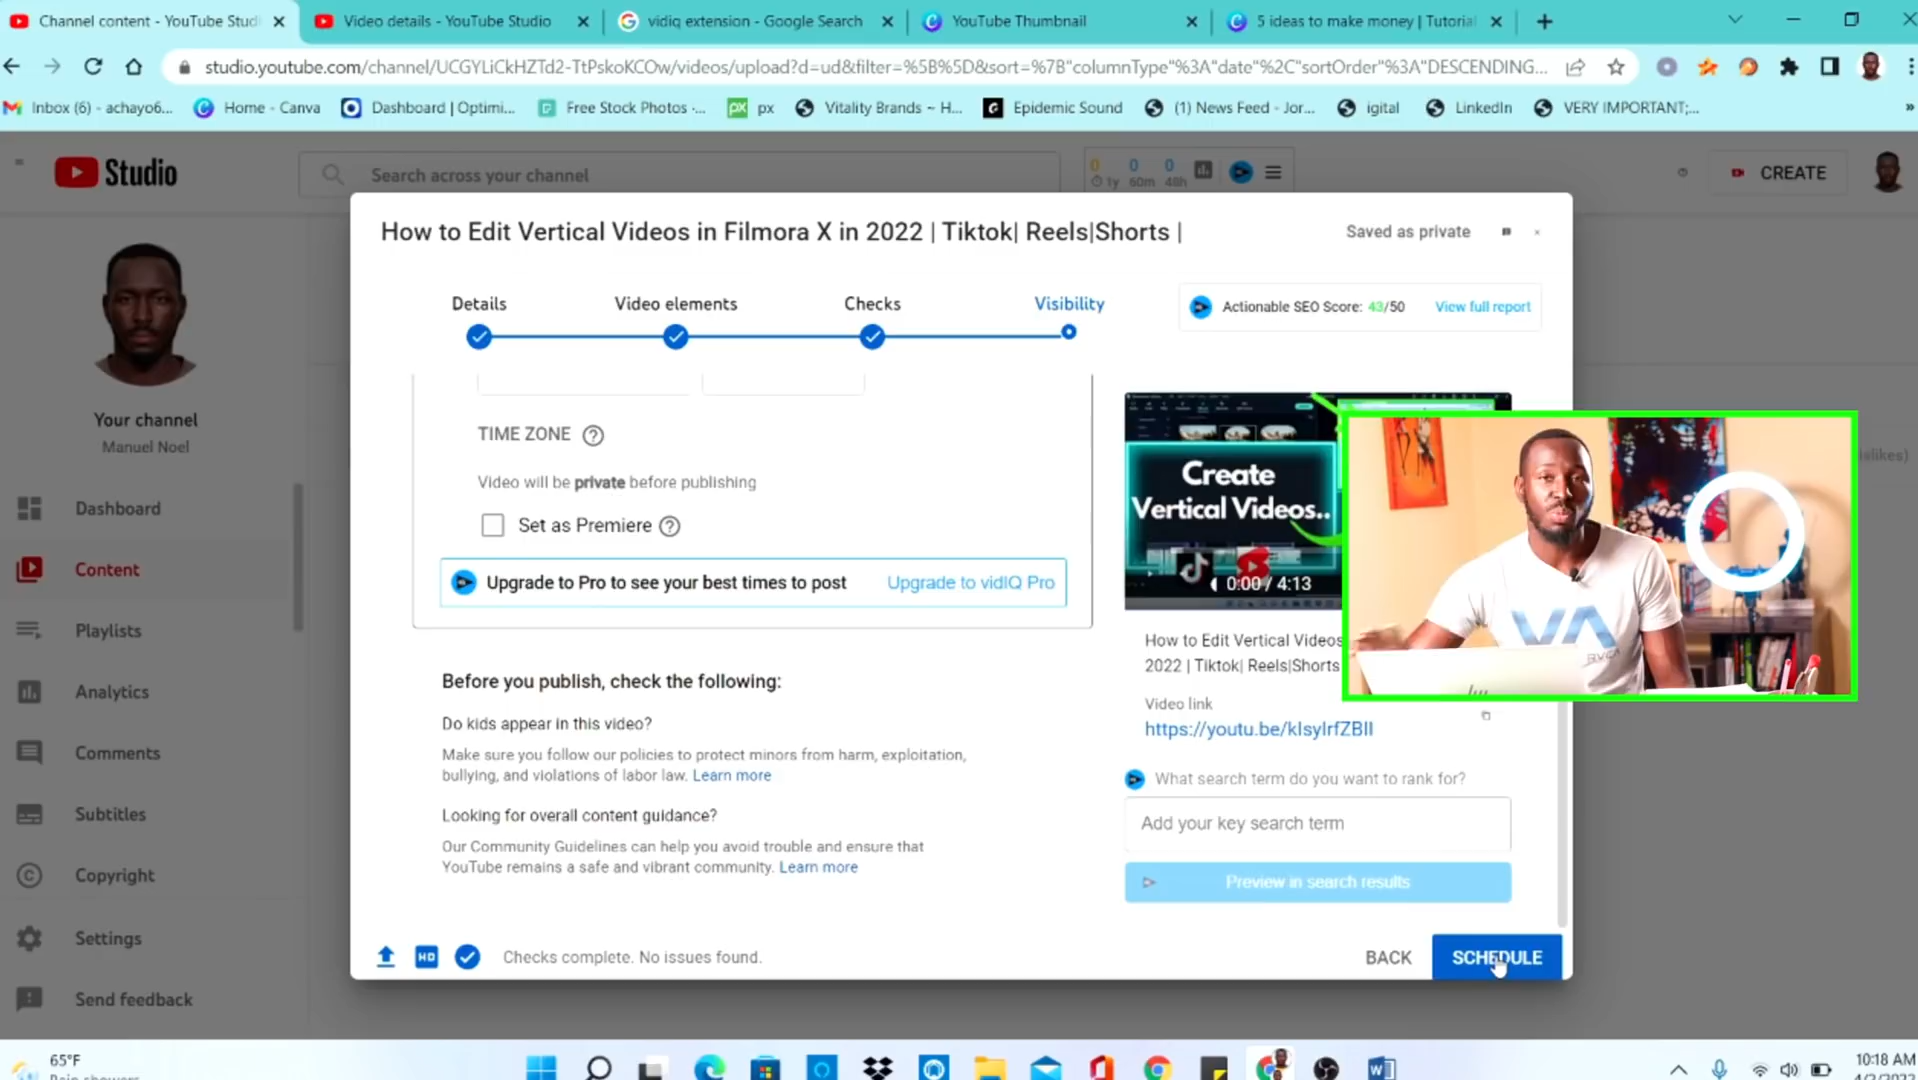 Channel content - YouTube Studi
Video details - YouTube Studio
vidiq extension - Google Search
YouTube Thumbnail
5 ideas to make money | Tutorial
studio.youtube.com/channel/UCGYLiCkHZTd2-TtPskoKCOw/videos/upload?d=ud&filter=%5B%5D&sort=%7B"columnType"%3A"date"%2C"sortOrder"%3A"DESCENDING...
Inbox (6) - achayo6...
Home - Canva
Dashboard | Optimi...
Free Stock Photos -...
px
px
Vitality Brands ~ H...
Epidemic Sound
(1) News Feed - Jor...
igital
LinkedIn
VERY IMPORTANT;...
»
Studio
Search across your channel
0 0 0
1y 60m 48h
CREATE
How to Edit Vertical Videos in Filmora X in 2022 | Tiktok| Reels|Shorts |
Saved as private
Details
Video elements
Checks
Visibility
Actionable SEO Score: 43/50
View full report
Your channel
Manuel Noel
Dashboard
Content
Playlists
Analytics
Comments
Subtitles
Copyright
Settings
Send feedback
TIME ZONE
Video will be private before publishing
Set as Premiere
Upgrade to Pro to see your best times to post
Upgrade to vidIQ Pro
Before you publish, check the following:
Do kids appear in this video?
Make sure you follow our policies to protect minors from harm, exploitation,
bullying, and violations of labor law. Learn more
Looking for overall content guidance?
Our Community Guidelines can help you avoid trouble and ensure that
YouTube remains a safe and vibrant community. Learn more
Create
Vertical Videos..
0:00 / 4:13
islikes)
VA
RVCA
How to Edit Vertical Videos
2022 | Tiktok| Reels|Shorts
Video link
https://youtu.be/kIsyIrfZBII
What search term do you want to rank for?
Add your key search term
Preview in search results
HD
Checks complete. No issues found.
BACK
SCHEDULE
65°F
Rain showers
10:18 AM